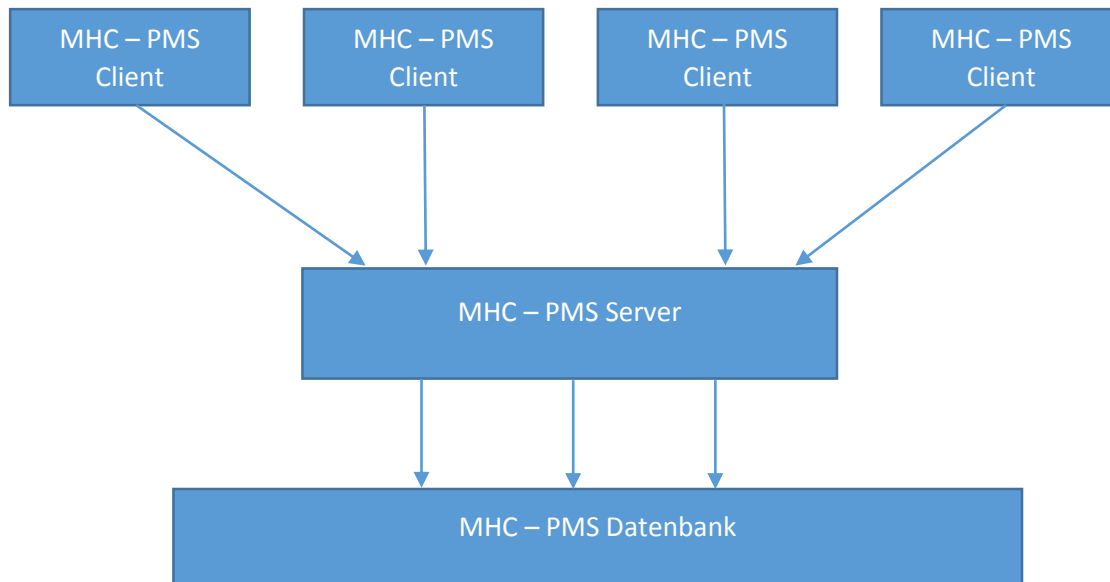 MHC – PMS
Client
MHC – PMS
Client
MHC – PMS
Client
MHC – PMS
Client
MHC – PMS Server
MHC – PMS Datenbank